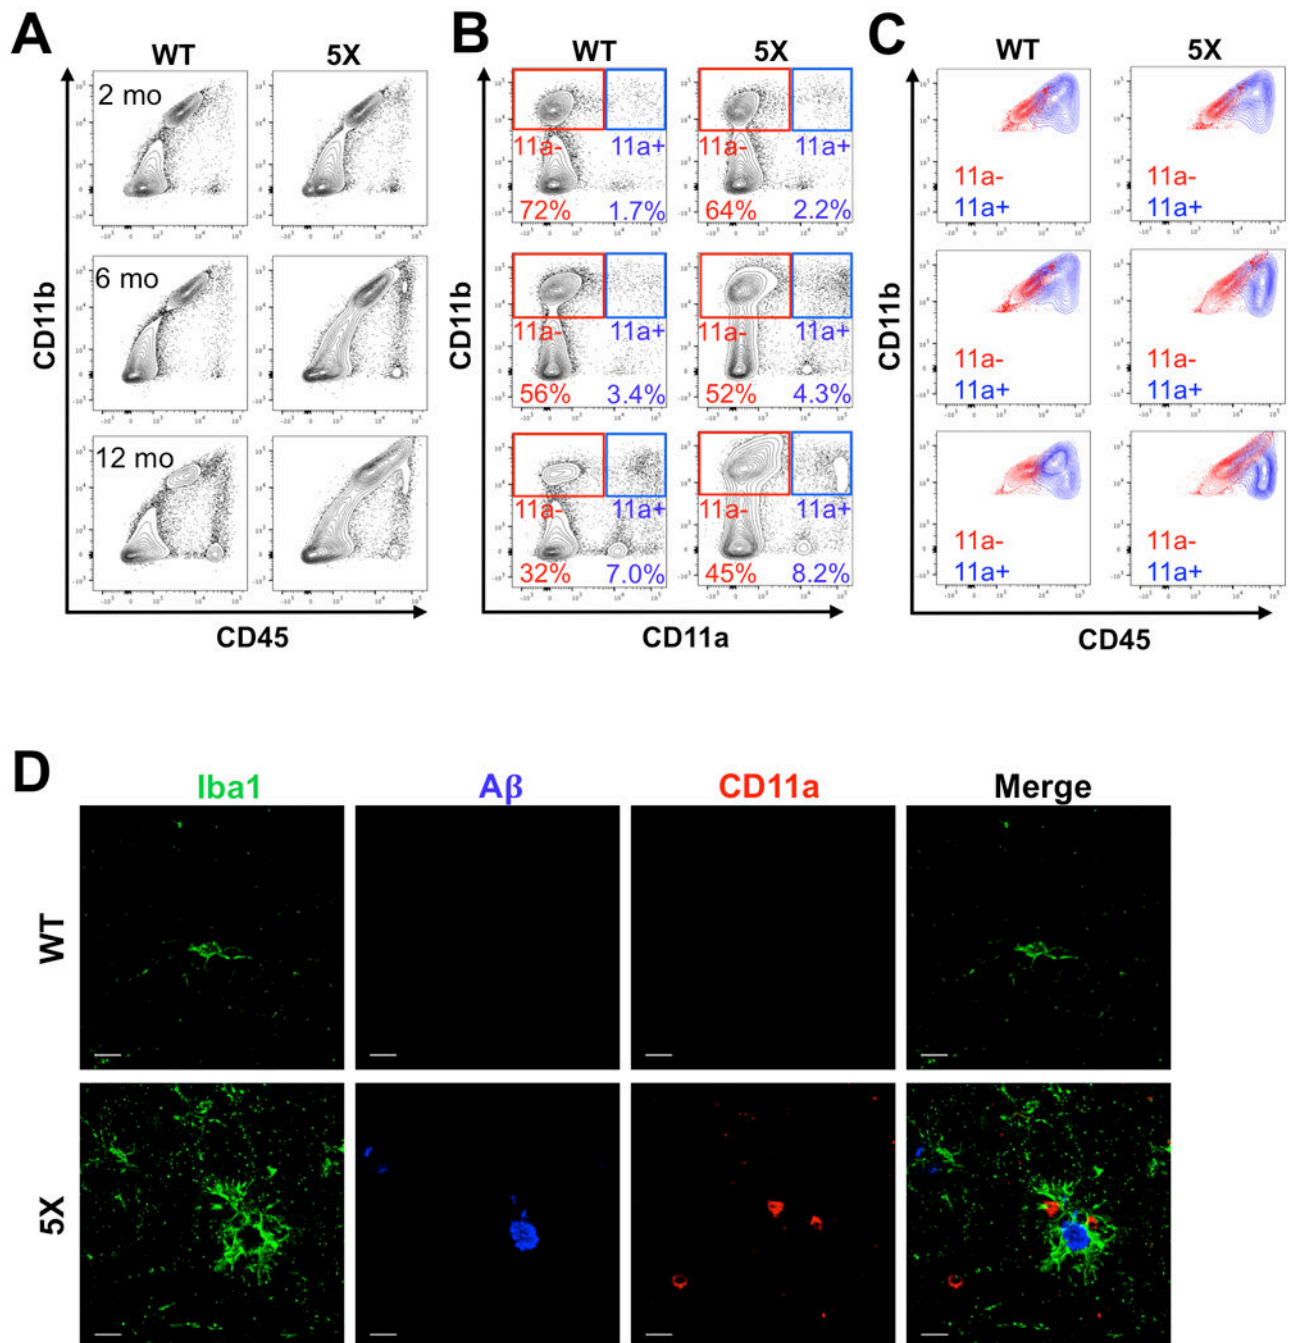 A
WT 5X
2 mo
6 mo
12 mo
CD11b
CD45
B
WT 5X
11a- 11a+ 11a- 11a+
72% 1.7% 64% 2.2%
11a- 11a+ 11a- 11a+
56% 3.4% 52% 4.3%
11a- 11a+ 11a- 11a+
32% 7.0% 45% 8.2%
CD11b
CD11a
C
WT 5X
11a- 11a-
11a+ 11a+
11a- 11a-
11a+ 11a+
11a- 11a-
11a+ 11a+
CD11b
CD45
D
Iba1 Aβ CD11a Merge
WT
5X